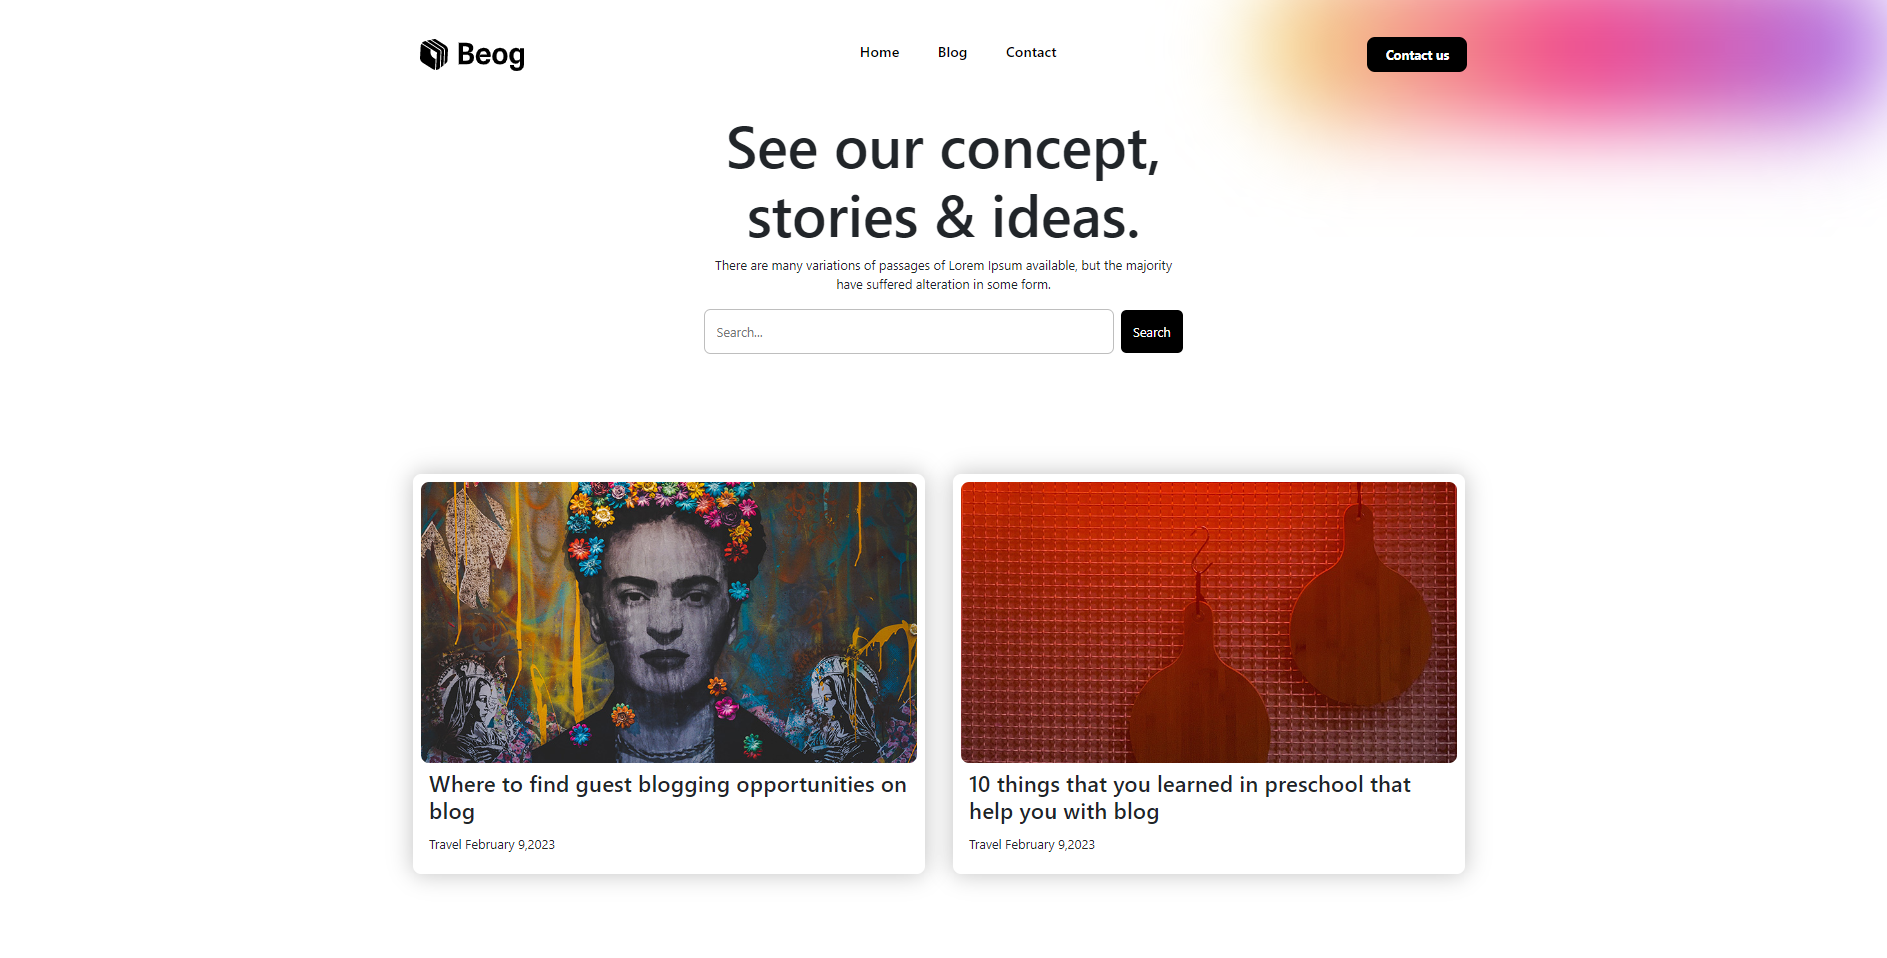 Beog
Home Blog Contact
Contact us
See our concept,
stories & ideas.
There are many variations of passages of Lorem Ipsum available, but the majority
have suffered alteration in some form.
Search...
Search
Where to find guest blogging opportunities on
blog
Travel February 9,2023
10 things that you learned in preschool that
help you with blog
Travel February 9,2023